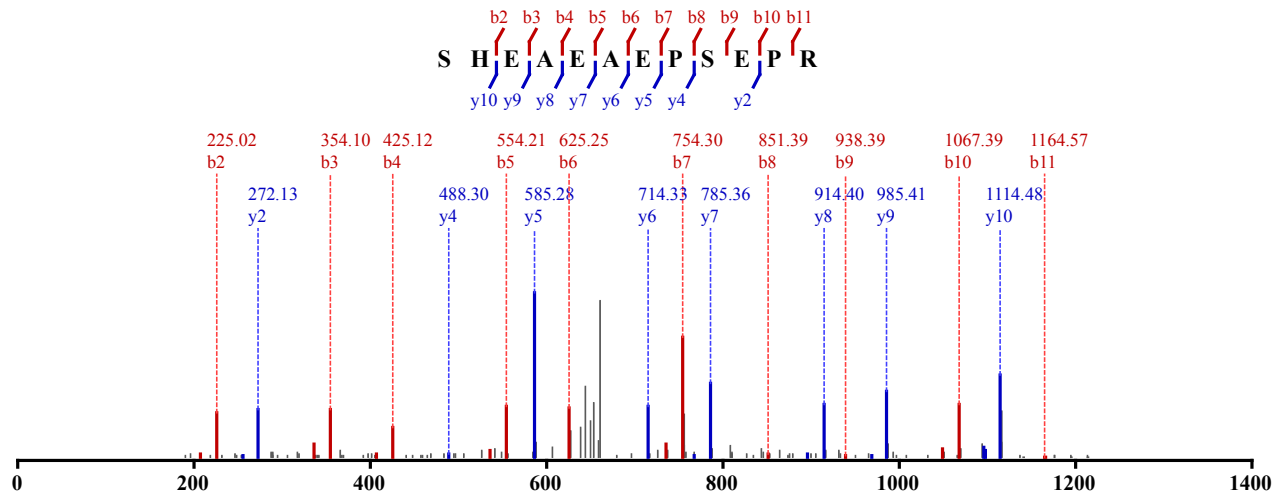 b2 b3 b4 b5 b6 b7 b8 b9 b10 b11
S H E A E A E P S E P R
y10 y9 y8 y7 y6 y5 y4 y2
225.02 354.10 425.12 554.21 625.25 754.30 851.39 938.39 1067.39 1164.57
b2 b3 b4 b5 b6 b7 b8 b9 b10 b11
272.13 488.30 585.28 714.33 785.36 914.40 985.41 1114.48
y2 y4 y5 y6 y7 y8 y9 y10
0 200 400 600 800 1000 1200 1400